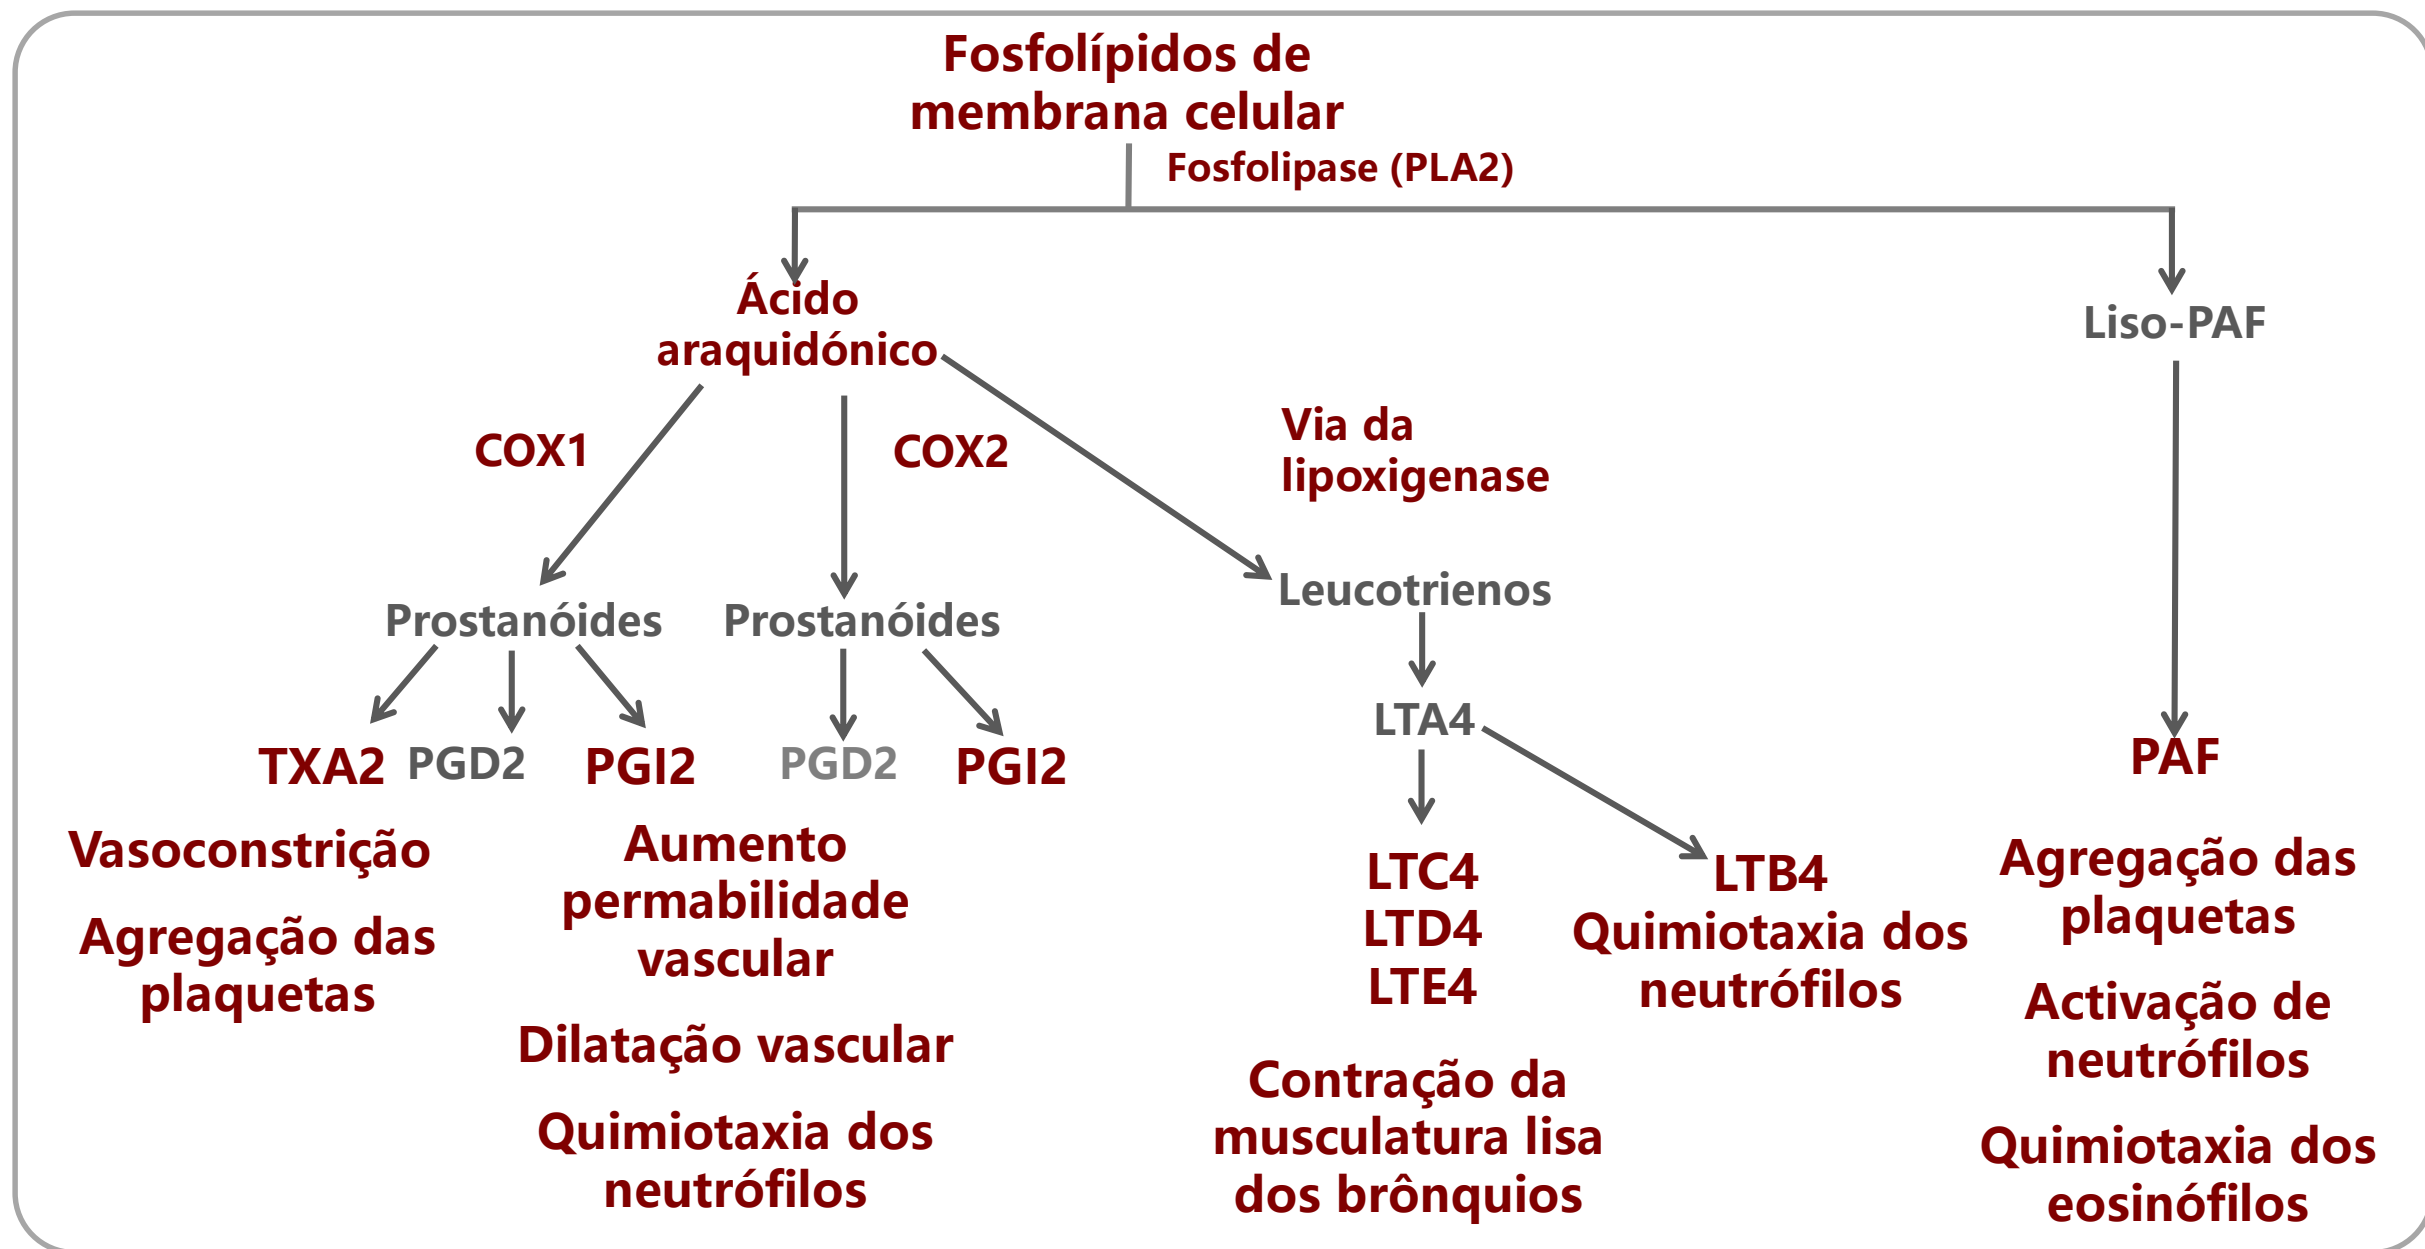 Fosfolípidos de
membrana celular
Fosfolipase (PLA2)
Ácido
araquidónico
Liso-PAF
COX1
COX2
Via da
lipoxigenase
Prostanóides
Prostanóides
Leucotrienos
LTA4
TXA2
PGD2
PGI2
PGD2
PGI2
PAF
Vasoconstrição
Agregação das
plaquetas
Aumento
permabilidade
vascular
Dilatação vascular
Quimiotaxia dos
neutrófilos
LTC4
LTD4
LTE4
Contração da
musculatura lisa
dos brônquios
LTB4
Quimiotaxia dos
neutrófilos
Agregação das
plaquetas
Activação de
neutrófilos
Quimiotaxia dos
eosinófilos